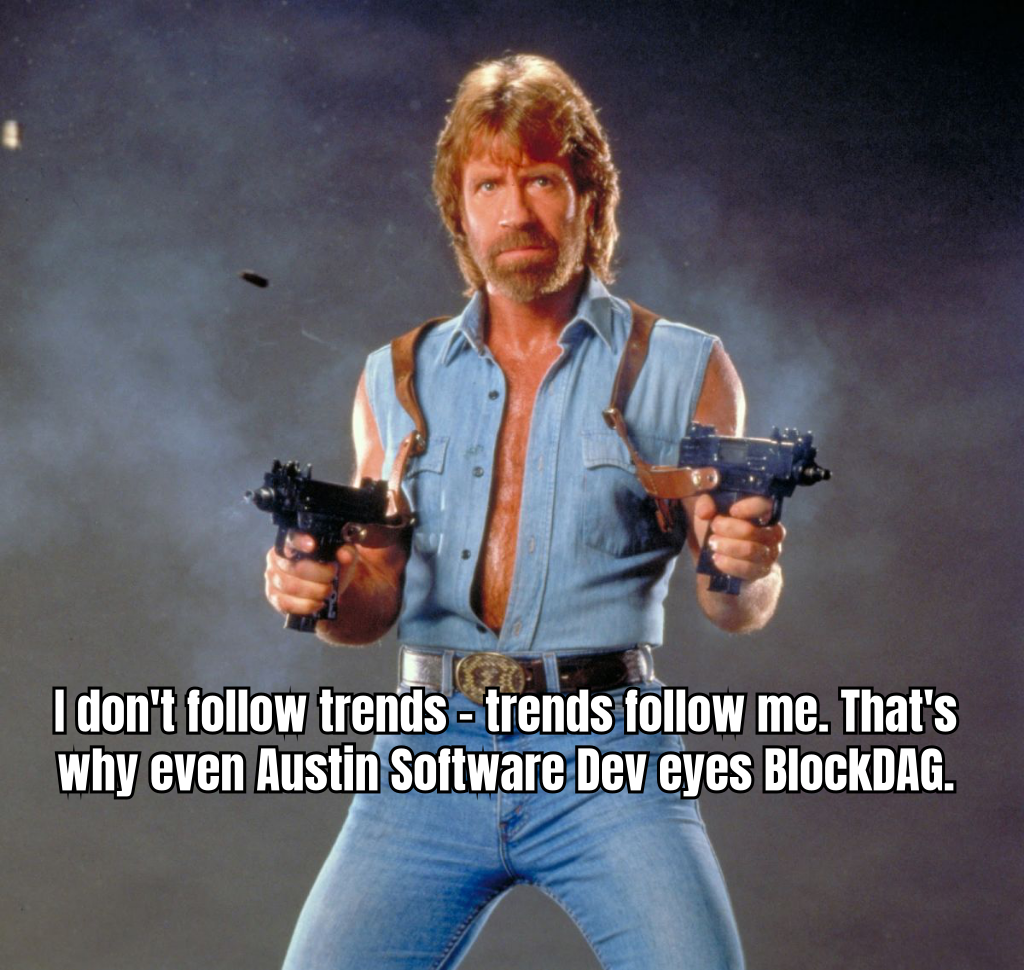 I don't follow trends - trends follow me. That's
why even Austin Software Dev eyes BlockDAG.